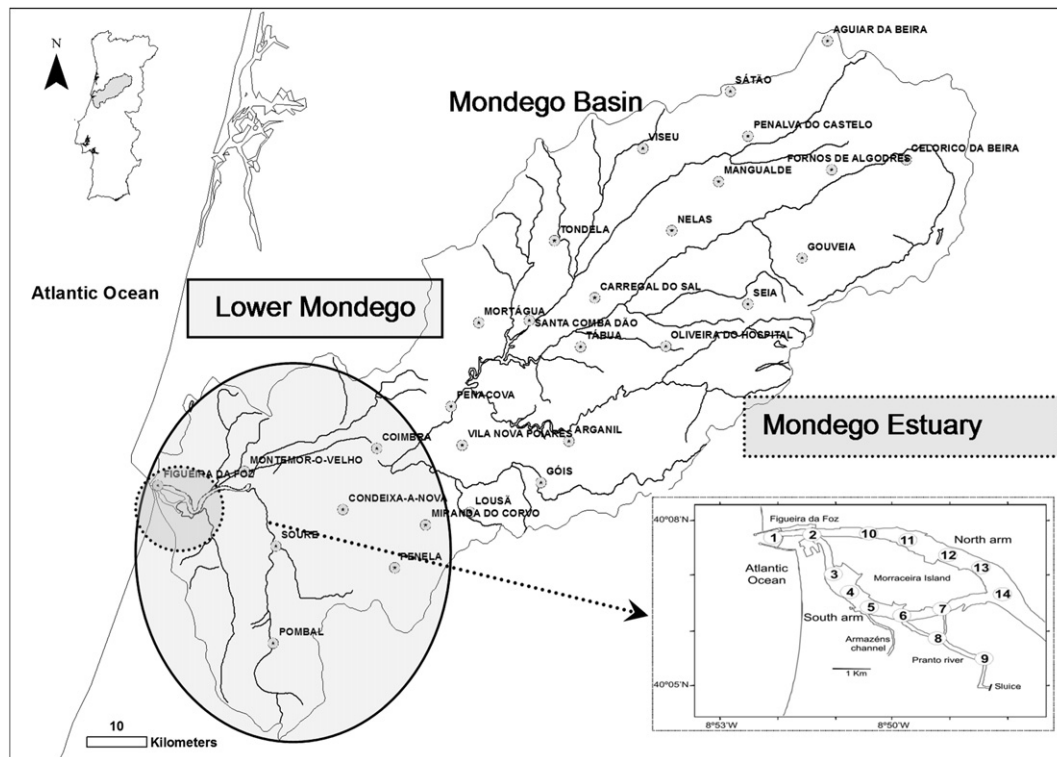 N
AGUIAR DA BEIRA
SÁTÃO
Mondego Basin
PENALVA DO CASTELO
VISEU
CELORICO DA BEIRA
FORNOS DE ALGODRES
MANGUALDE
NELAS
TONDELA
GOUVEIA
Atlantic Ocean
CARREGAL DO SAL
SEIA
Lower Mondego
MORTÁGUA
SANTA COMBA DÃO
TÁBUA
OLIVEIRA DO HOSPITAL
PENACOVA
Mondego Estuary
ARGANIL
COIMBRA
VILA NOVA POIARES
MONTEMOR-O-VELHO
FIGUEIRA DA FOZ
GÓIS
CONDEIXA-A-NOVA
LOUSÃ
MIRANDA DO CORVO
SOURE
PENELA
POMBAL
10
Kilometers
40°08'
Figueira da Foz
1
2
10
11
North arm
12
13
Atlantic
Ocean
3
Morraceira Island
4
14
5
7
6
South arm
8
Armazéns
channel
Pranto river
9
1 Km
40°05'
Sluice
8°53'
8°50'W